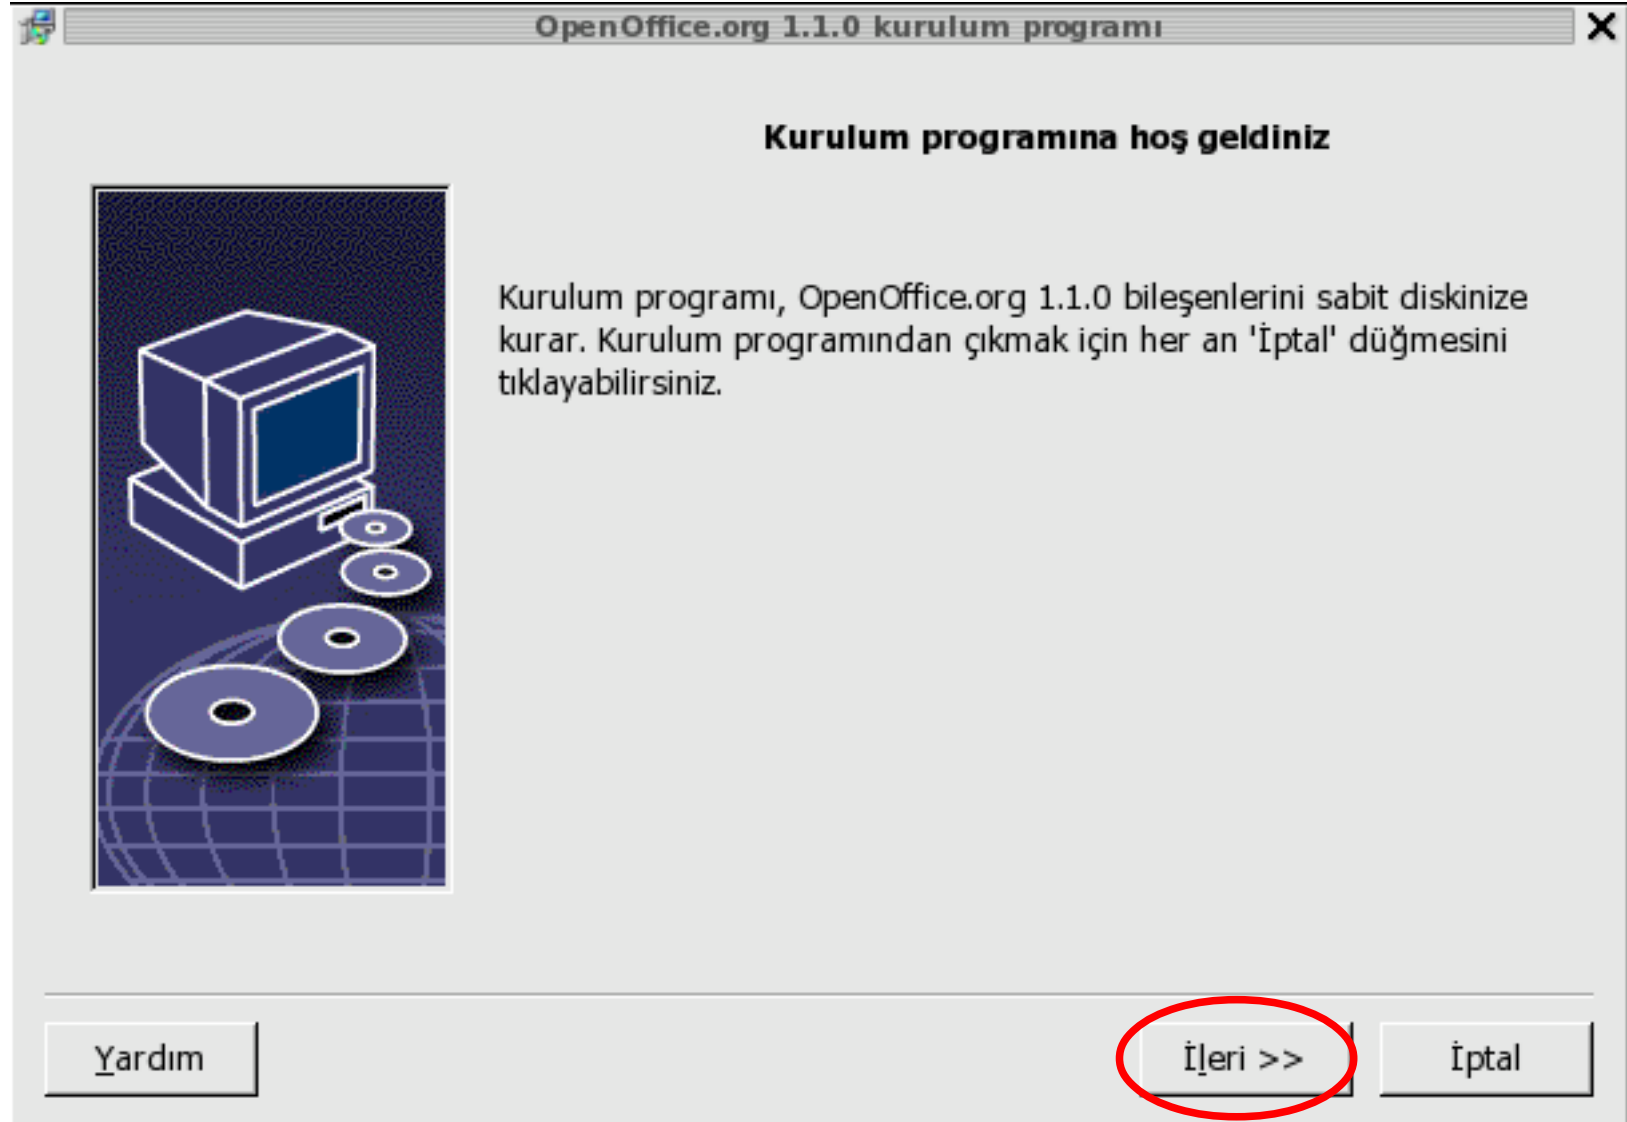 OpenOffice.org 1.1.0 kurulum programı
Kurulum programına hoş geldiniz
Kurulum programı, OpenOffice.org 1.1.0 bileşenlerini sabit diskinize
kurar. Kurulum programından çıkmak için her an 'İptal' düğmesini
tıklayabilirsiniz.
Yardım
İleri >>
İptal